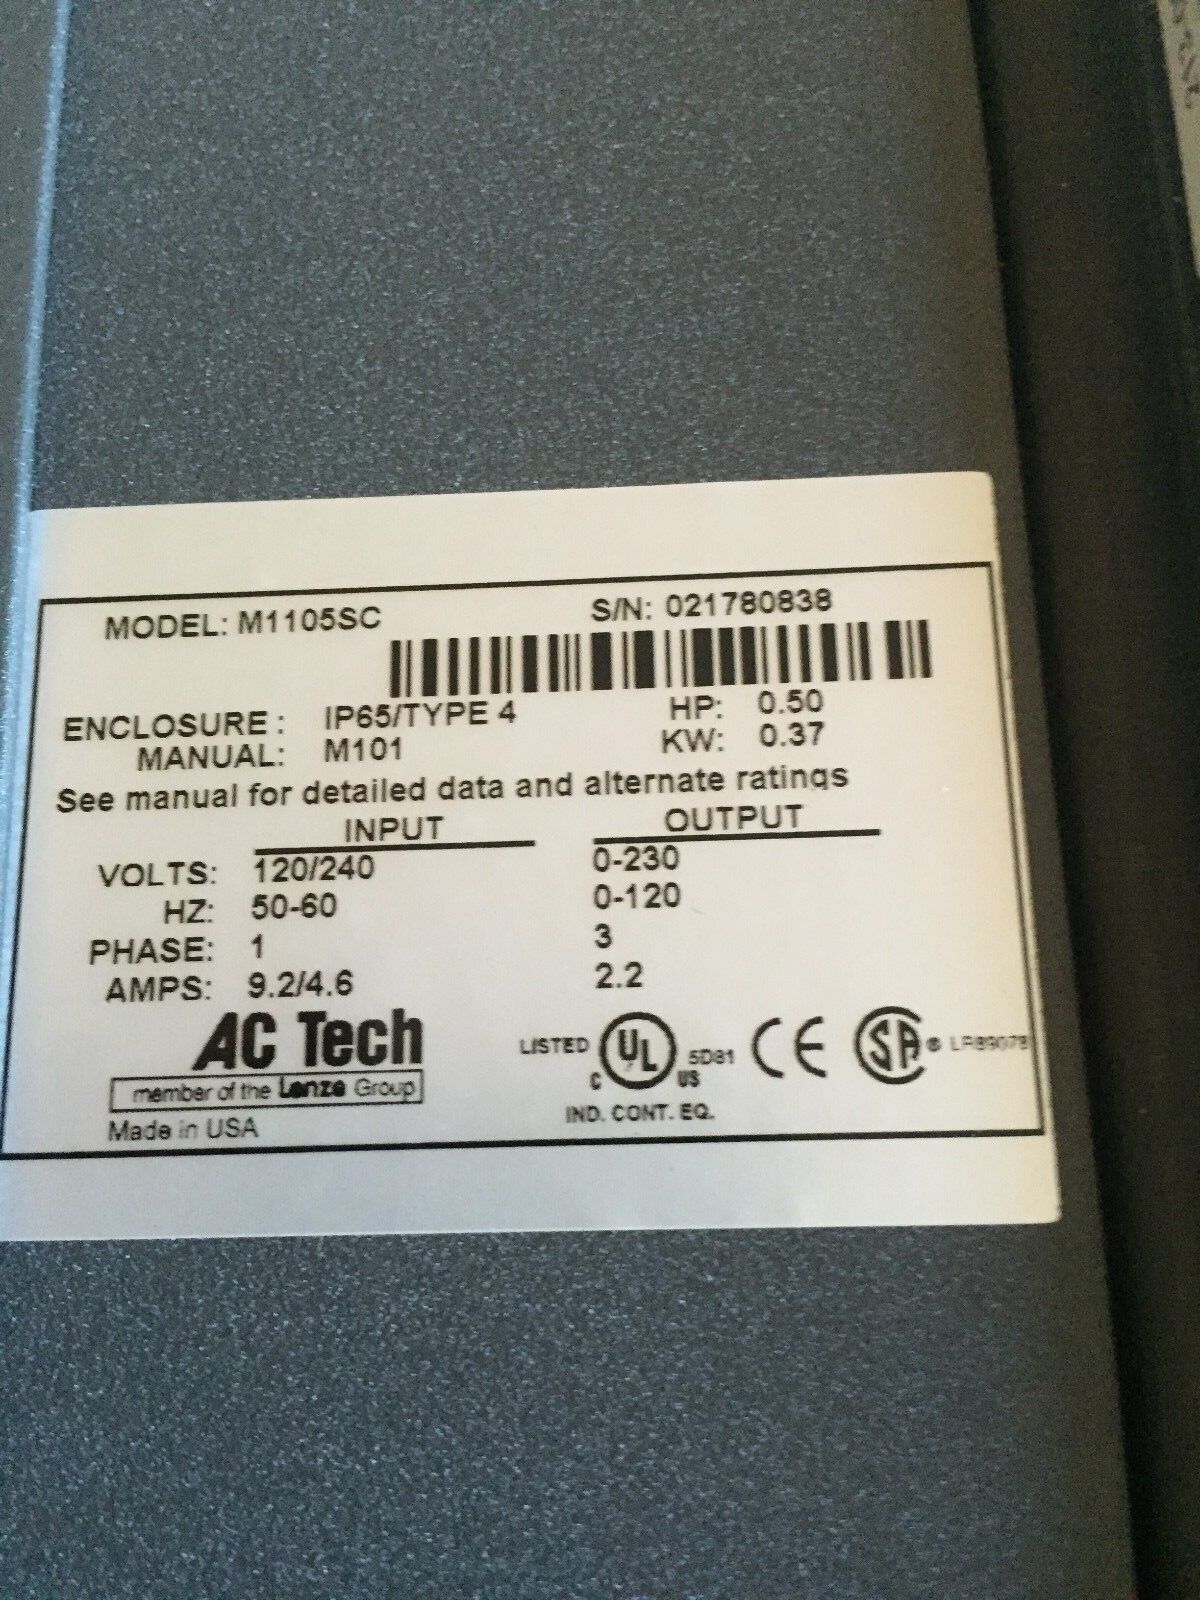 MODEL: M1105SC S/N: 021780838
ENCLOSURE: IP65/TYPE 4 HP: 0.50
MANUAL: M101 KW: 0.37
See manual for detailed data and alternate ratings
INPUT OUTPUT
VOLTS: 120/240 0-230
HZ: 50-60 0-120
PHASE: 1 3
AMPS: 9.2/4.6 2.2
AC Tech
member of the Lenze Group
Made in USA
LISTED C UL US 5D81 CE SA ® LR89078
IND. CONT. EQ.